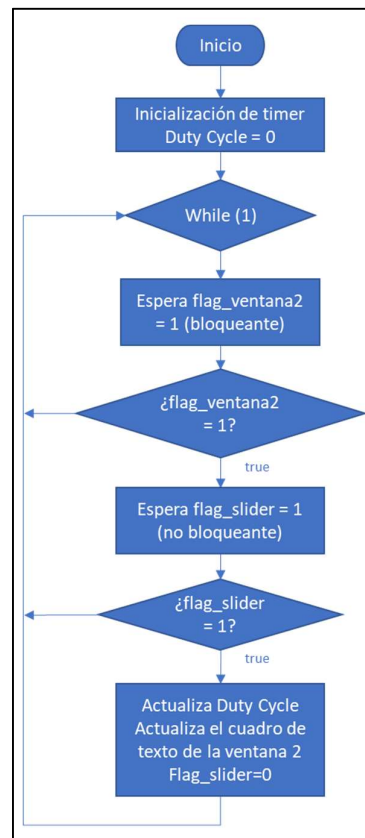 Inicio
Inicialización de timer
Duty Cycle = 0
While (1)
Espera flag_ventana2
= 1 (bloqueante)
¿flag_ventana2
= 1?
true
Espera flag_slider = 1
(no bloqueante)
¿flag_slider
= 1?
true
Actualiza Duty Cycle
Actualiza el cuadro de
texto de la ventana 2
Flag_slider=0